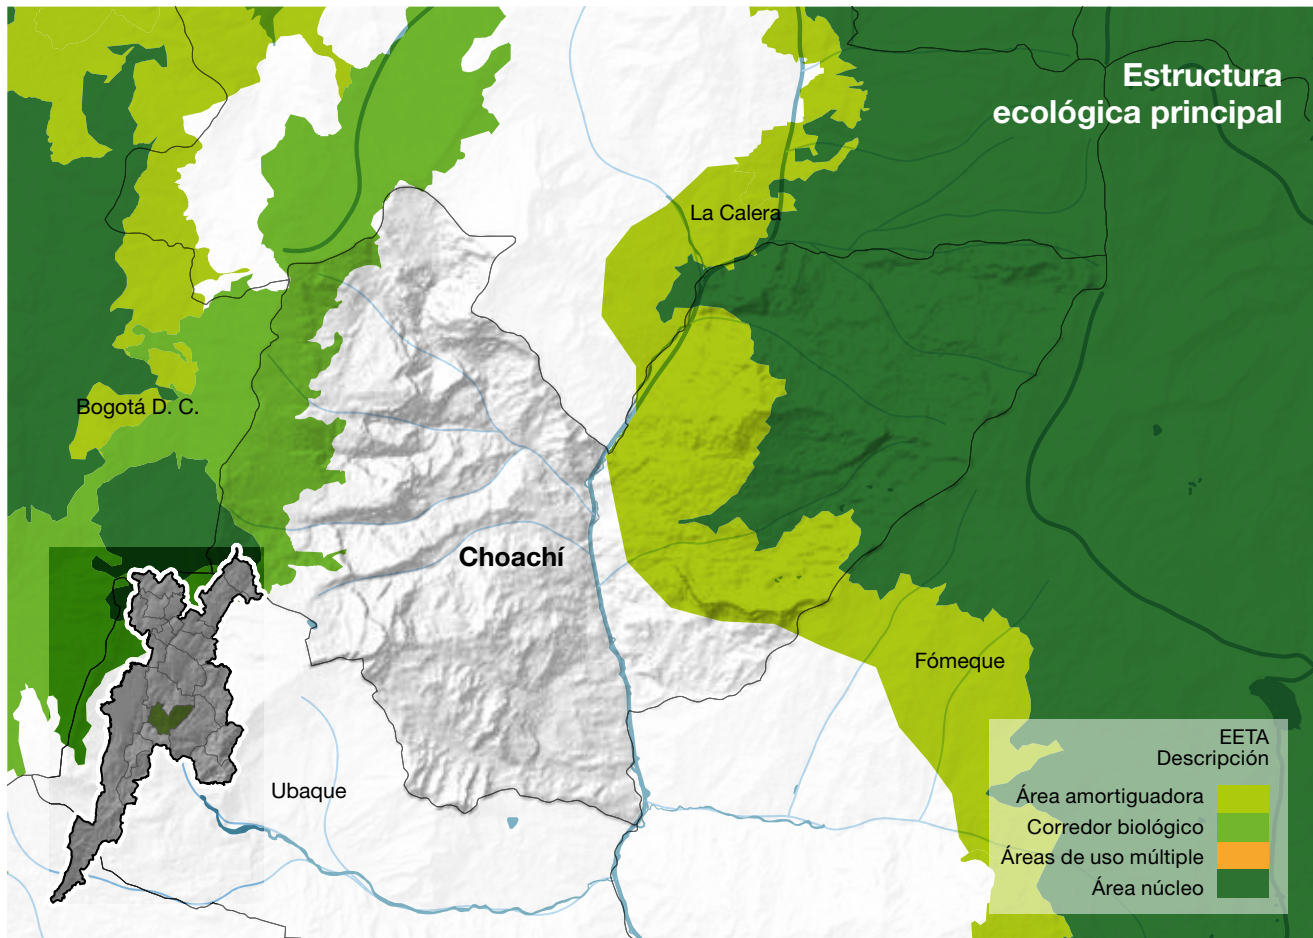 Estructura
ecológica principal
La Calera
Bogotá D. C.
Choachí
Fómeque
Ubaque
EETA
Descripción
Área amortiguadora
Corredor biológico
Áreas de uso múltiple
Área núcleo